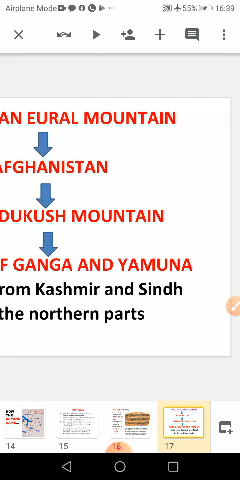 Airplane Mode
55%
16:39
AN EURAL MOUNTAIN
AFGHANISTAN
DUKUSH MOUNTAIN
F GANGA AND YAMUNA
rom Kashmir and Sindh
the northern parts
14
15
16
17